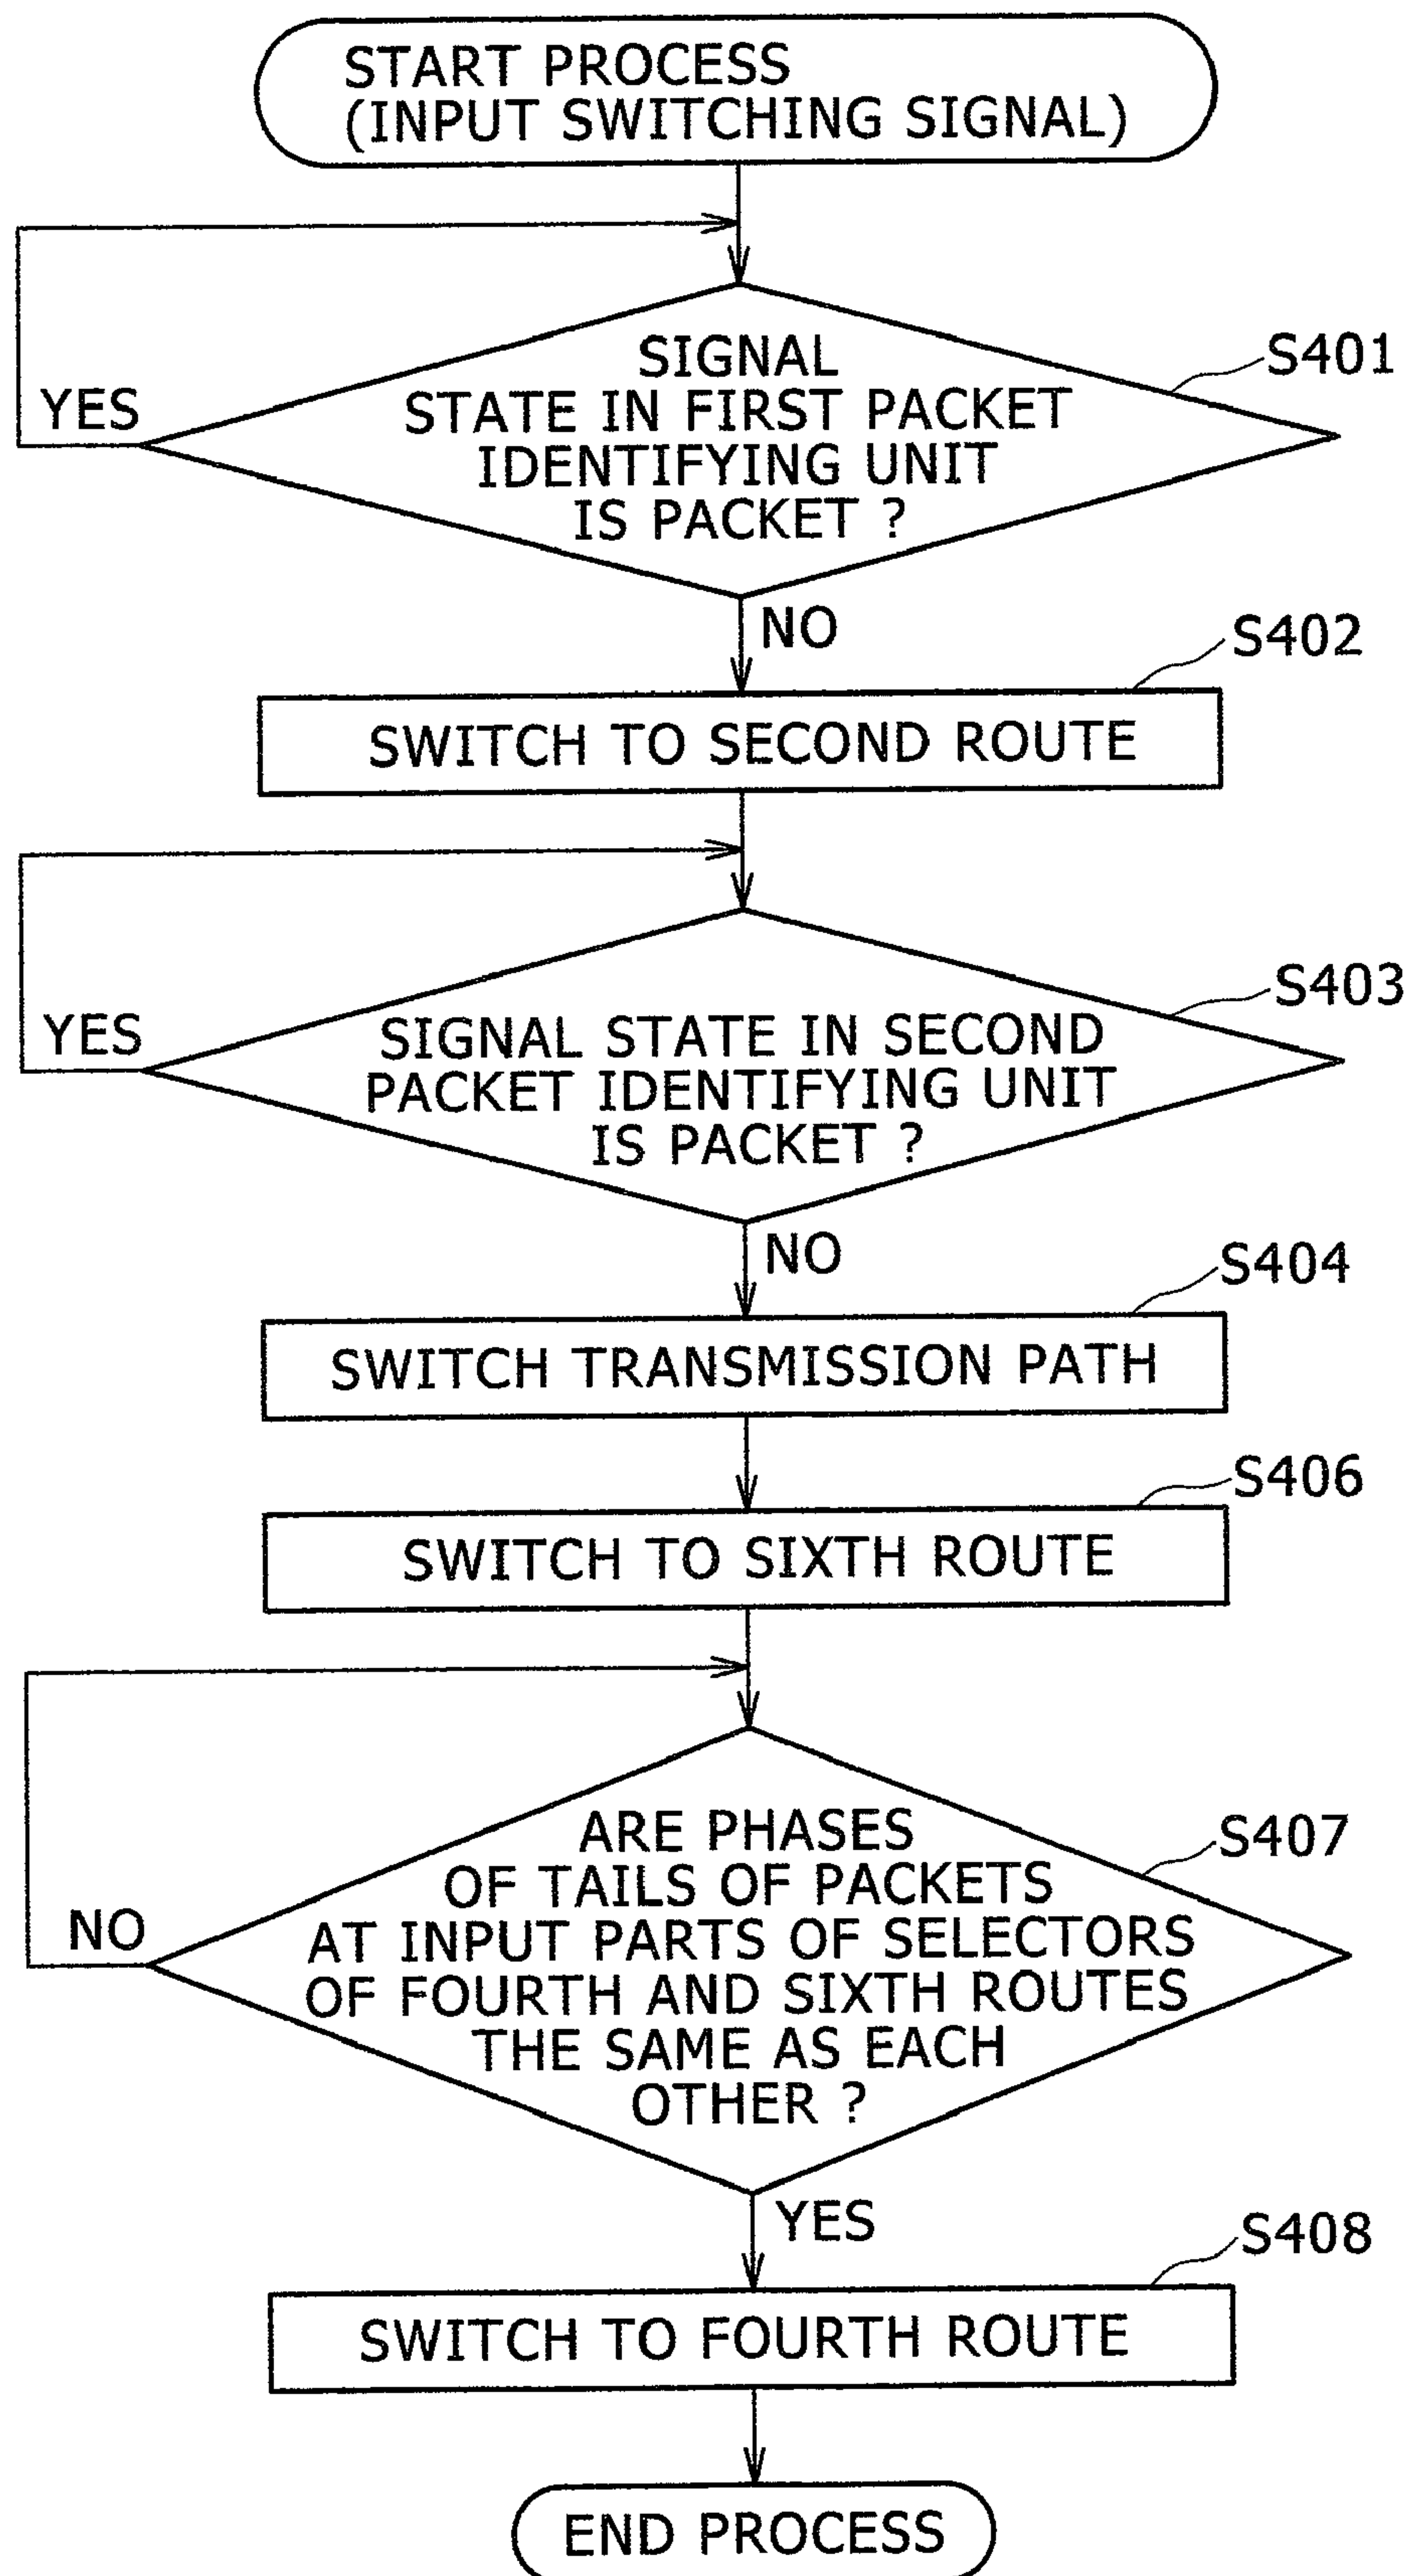 START PROCESS
(INPUT SWITCHING SIGNAL)
SIGNAL
STATE IN FIRST PACKET
IDENTIFYING UNIT
IS PACKET ?
S401
YES
NO
S402
SWITCH TO SECOND ROUTE
S403
SIGNAL STATE IN SECOND
PACKET IDENTIFYING UNIT
IS PACKET ?
YES
NO
S404
SWITCH TRANSMISSION PATH
S406
SWITCH TO SIXTH ROUTE
ARE PHASES
OF TAILS OF PACKETS
AT INPUT PARTS OF SELECTORS
OF FOURTH AND SIXTH ROUTES
THE SAME AS EACH
OTHER ?
S407
NO
YES
S408
SWITCH TO FOURTH ROUTE
END PROCESS